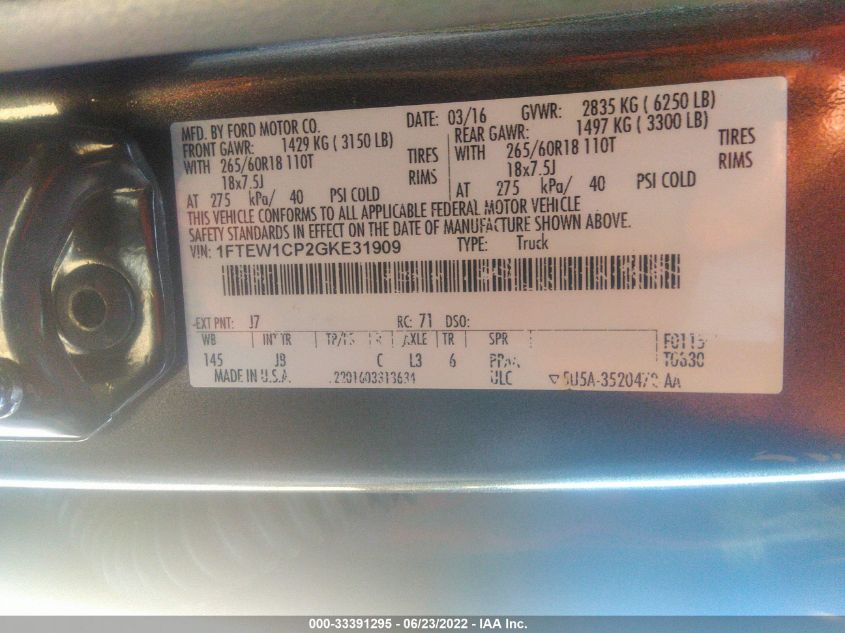 MFD. BY FORD MOTOR CO.
DATE: 03/16 GVWR: 2835 KG ( 6250 LB)
FRONT GAWR: 1429 KG ( 3150 LB)
REAR GAWR: 1497 KG ( 3300 LB)
WITH 265/60R18 110T TIRES
WITH 265/60R18 110T TIRES
18x7.5J RIMS
18x7.5J RIMS
AT 275 kPa/ 40 PSI COLD
AT 275 kPa/ 40 PSI COLD
THIS VEHICLE CONFORMS TO ALL APPLICABLE FEDERAL MOTOR VEHICLE
SAFETY STANDARDS IN EFFECT ON THE DATE OF MANUFACTURE SHOWN ABOVE.
VIN: 1FTEW1CP2GKE31909 TYPE: Truck
EXT PNT: J7 RC: 71 DSO:
WB INT TR TP/PS AXLE TR SPR
145 JB C L3 6
MADE IN U.S.A. ULC
000-33391295 - 06/23/2022 - IAA Inc.